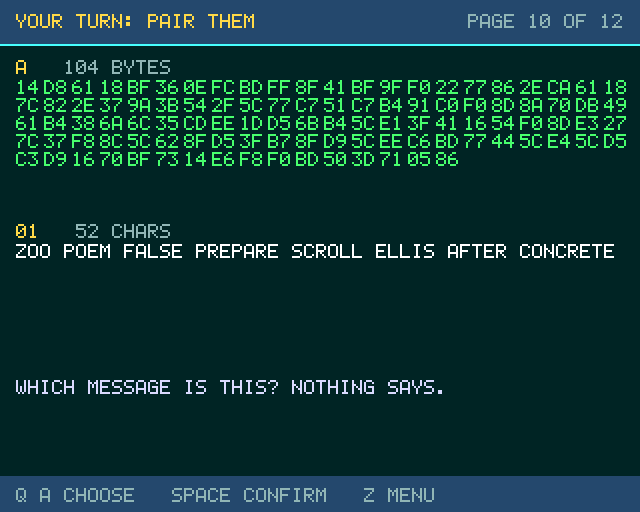 YOUR TURN: PAIR THEM PAGE 10 OF 12
A 104 BYTES
14 D8 61 18 BF 36 0E FC BD FF 8F 41 BF 9F F0 22 77 86 2E CA 61 18
7C 82 2E 37 9A 3B 54 2F 5C 77 C7 51 C7 B4 91 C0 F0 8D 8A 70 DB 49
61 B4 38 6A 6C 35 CD EE 1D D5 6B B4 5C E1 3F 41 16 54 F0 8D E3 27
7C 37 F8 8C 5C 62 8F D5 3F B7 8F D9 5C EE C6 BD 77 44 5C E4 5C D5
C3 D9 16 70 BF 73 14 E6 F8 F0 BD 50 3D 71 05 86
01 52 CHARS
ZOO POEM FALSE PREPARE SCROLL ELLIS AFTER CONCRETE
WHICH MESSAGE IS THIS? NOTHING SAYS.
Q A CHOOSE SPACE CONFIRM Z MENU